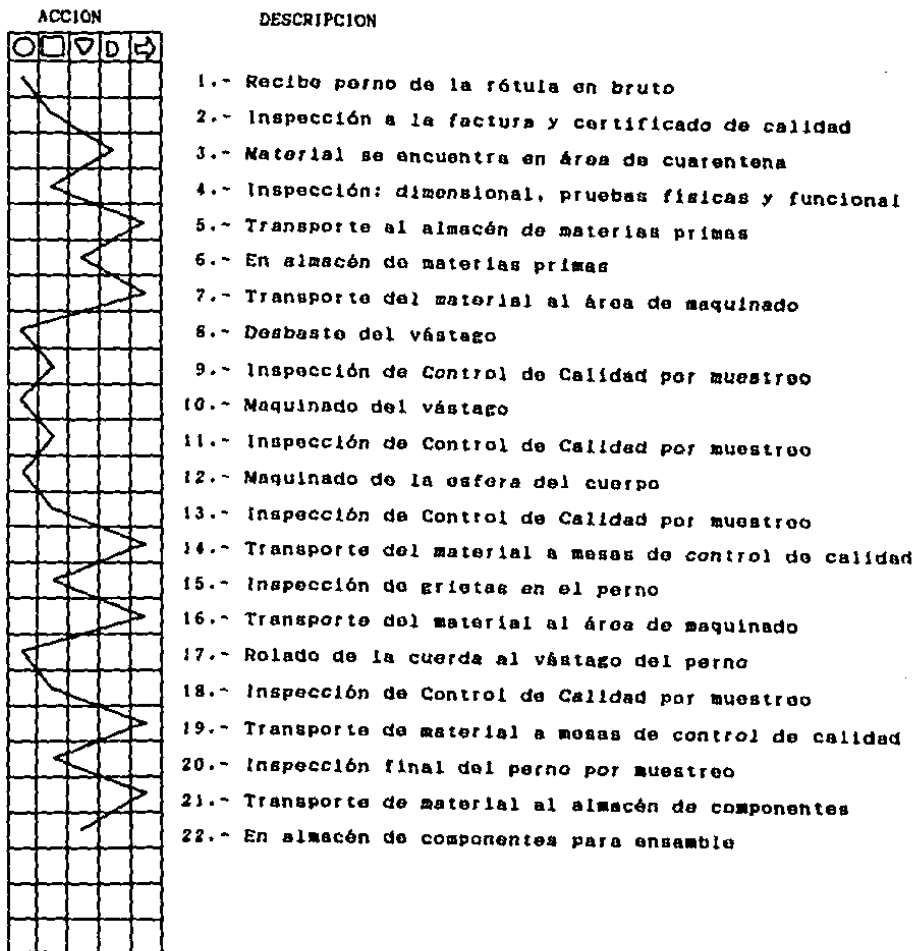 ACCION DESCRIPCION
D
1.- Recibe perno de la rótula en bruto
2.- Inspección a la factura y certificado de calidad
3.- Material se encuentra en área de cuarentena
4.- Inspección: dimensional, pruebas físicas y funcional
5.- Transporte al almacén de materias primas
6.- En almacén de materias primas
7.- Transporte del material al área de maquinado
8.- Desbaste del vástago
9.- Inspección de Control de Calidad por muestreo
10.- Maquinado del vástago
11.- Inspección de Control de Calidad por muestreo
12.- Maquinado de la esfera del cuerpo
13.- Inspección de Control de Calidad por muestreo
14.- Transporte del material a mesas de control de calidad
15.- Inspección de grietas en el perno
16.- Transporte del material al área de maquinado
17.- Rolado de la cuerda al vástago del perno
18.- Inspección de Control de Calidad por muestreo
19.- Transporte de material a mesas de control de calidad
20.- Inspección final del perno por muestreo
21.- Transporte de material al almacén de componentes
22.- En almacén de componentes para ensamble